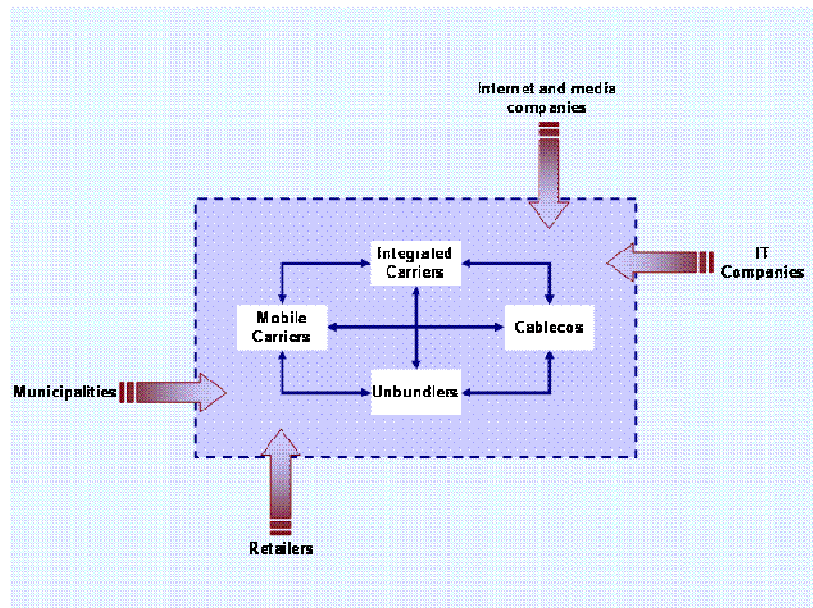 Internet and media
companies
IT
Companies
Integrated
Carriers
Mobile
Carriers
Cablecos
Unbundlers
Municipalities
Retailers